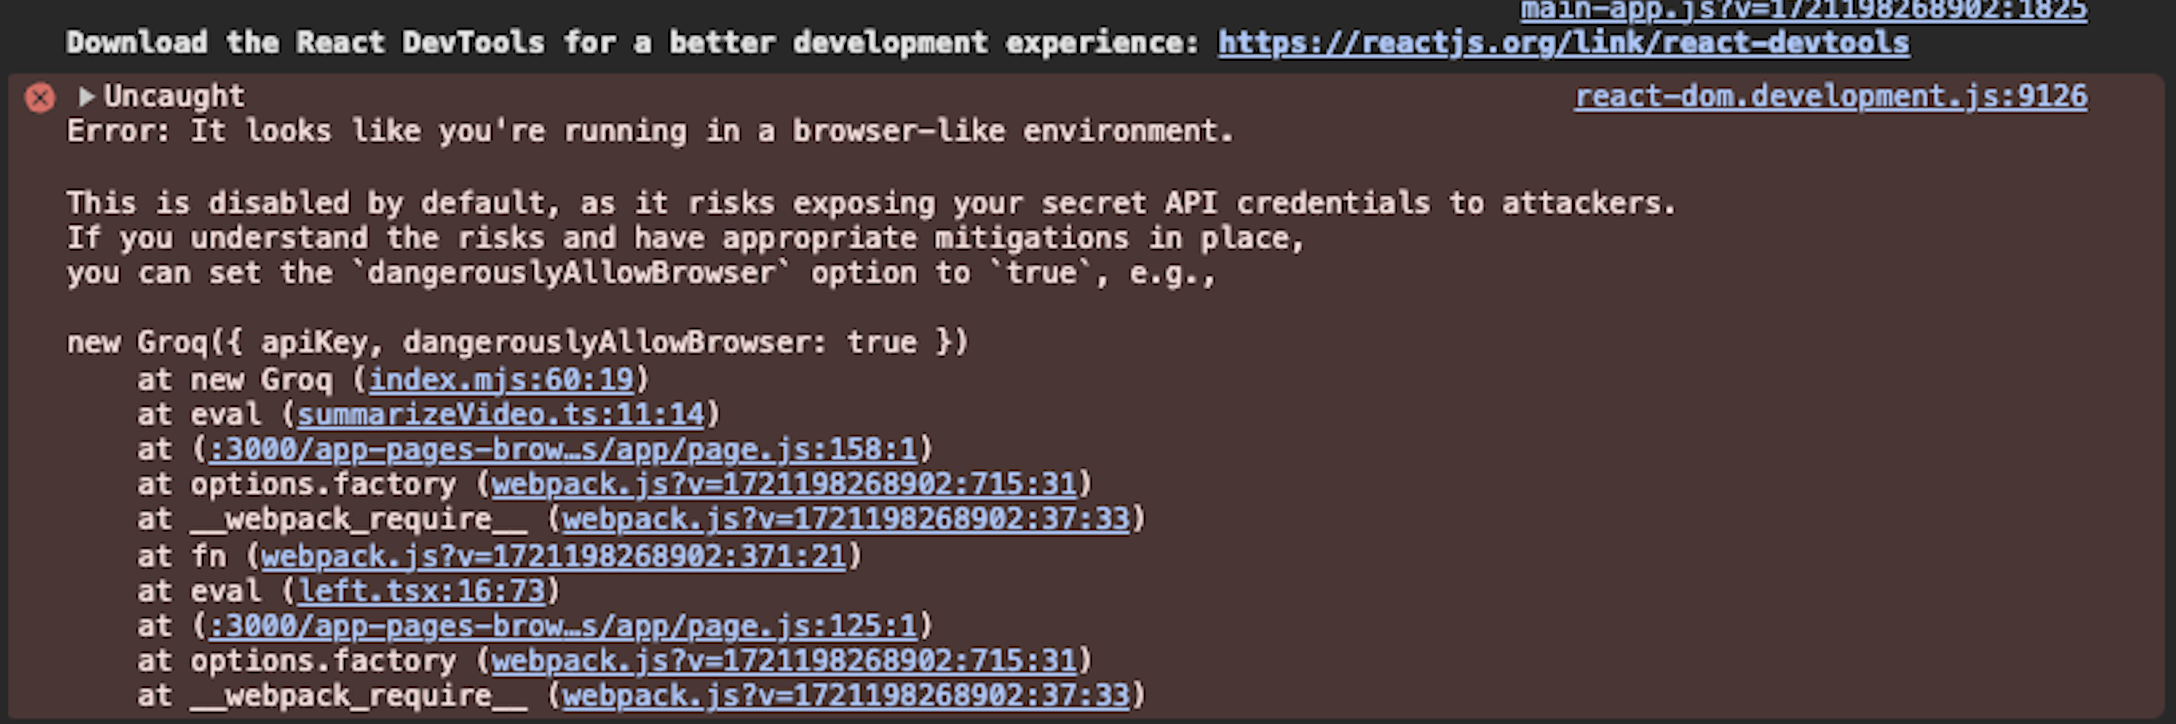 main-app.js?v=1721198268902:1825
Download the React DevTools for a better development experience: https://reactjs.org/link/react-devtools
Uncaught react-dom.development.js:9126
Error: It looks like you're running in a browser-like environment.
This is disabled by default, as it risks exposing your secret API credentials to attackers.
If you understand the risks and have appropriate mitigations in place,
you can set the `dangerouslyAllowBrowser` option to `true`, e.g.,
new Groq({ apiKey, dangerouslyAllowBrowser: true })
at new Groq (index.mjs:60:19)
at eval (summarizeVideo.ts:11:14)
at (:3000/app-pages-brow…s/app/page.js:158:1)
at options.factory (webpack.js?v=1721198268902:715:31)
at __webpack_require__ (webpack.js?v=1721198268902:37:33)
at fn (webpack.js?v=1721198268902:371:21)
at eval (left.tsx:16:73)
at (:3000/app-pages-brow…s/app/page.js:125:1)
at options.factory (webpack.js?v=1721198268902:715:31)
at __webpack_require__ (webpack.js?v=1721198268902:37:33)